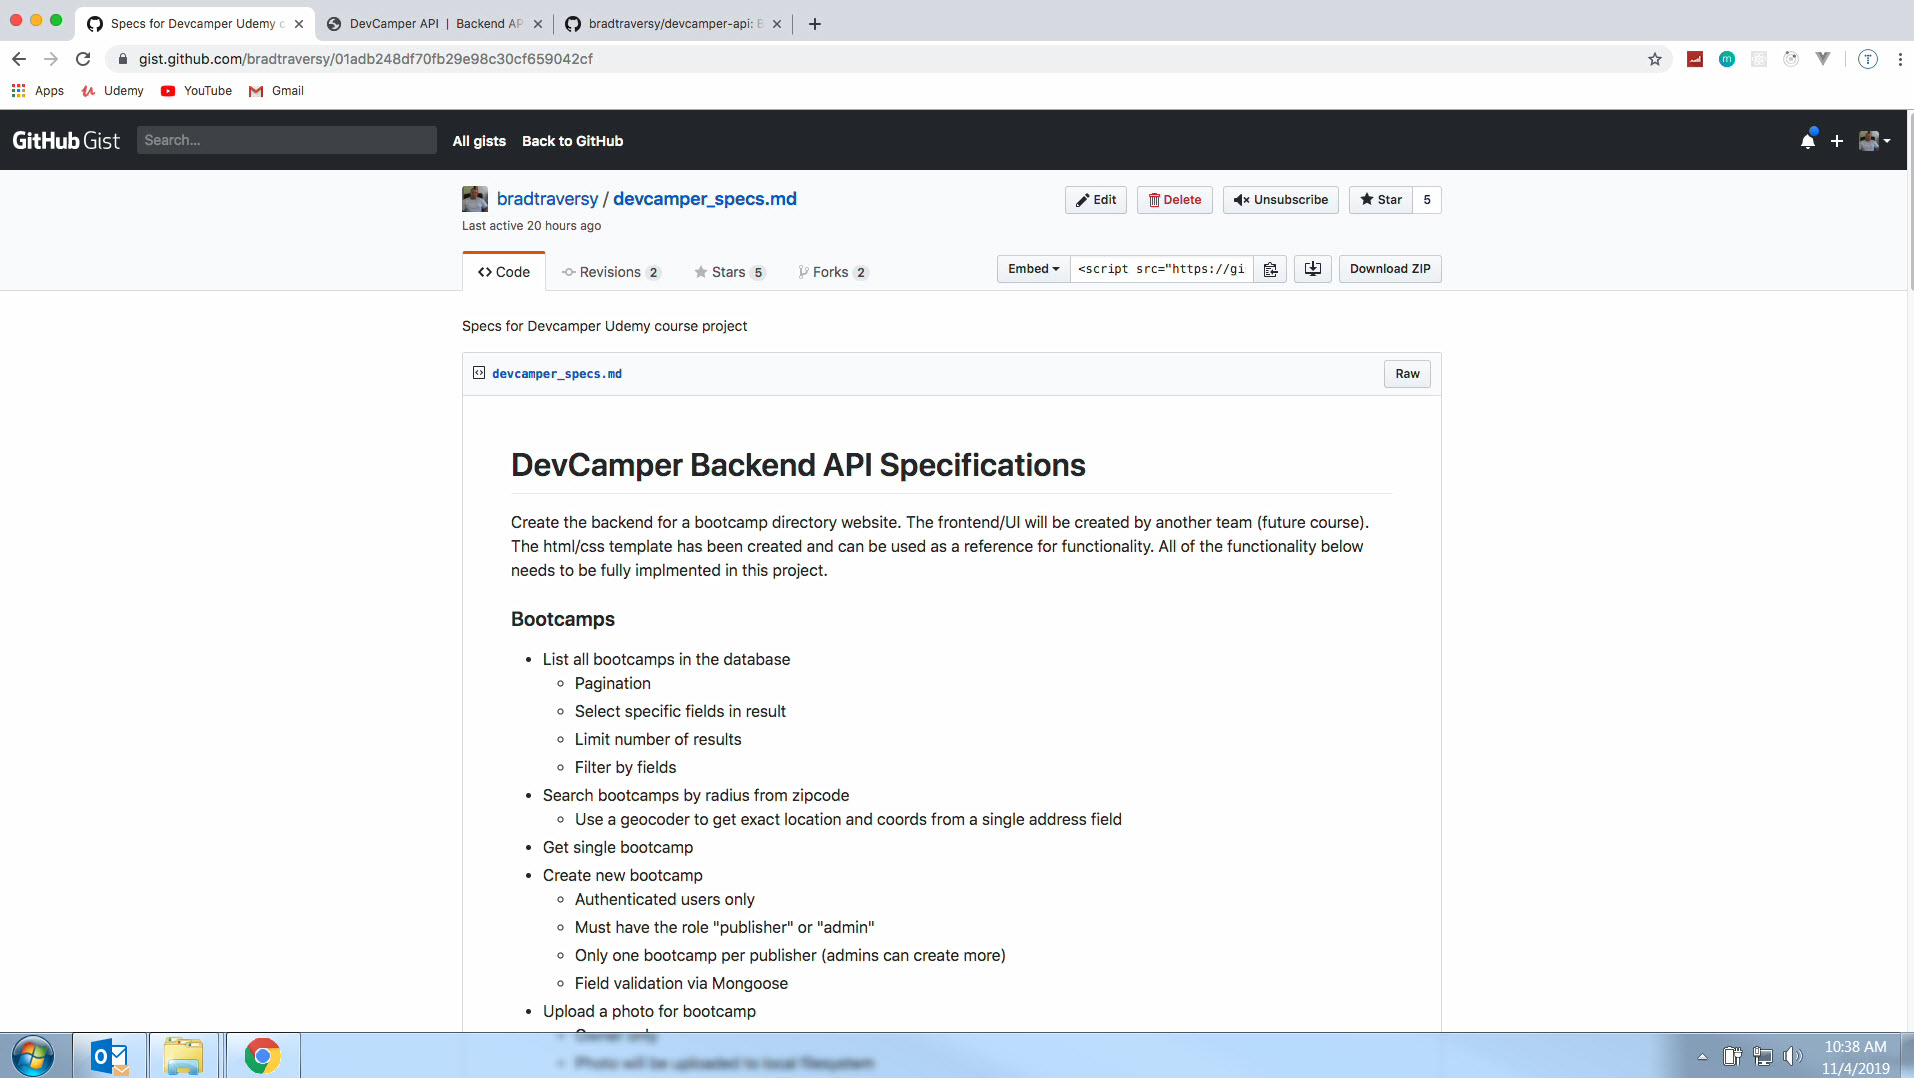 Specs for Devcamper Udemy c
DevCamper API | Backend AP
bradtraversy/devcamper-api: B
gist.github.com/bradtraversy/01adb248df70fb29e98c30cf659042cf
Apps Udemy YouTube Gmail
GitHub Gist Search... All gists Back to GitHub
bradtraversy / devcamper_specs.md
Edit Delete Unsubscribe Star 5
Last active 20 hours ago
Code Revisions 2 Stars 5 Forks 2
Embed <script src="https://gi Download ZIP
Specs for Devcamper Udemy course project
devcamper_specs.md Raw
DevCamper Backend API Specifications
Create the backend for a bootcamp directory website. The frontend/UI will be created by another team (future course).
The html/css template has been created and can be used as a reference for functionality. All of the functionality below
needs to be fully implmented in this project.
Bootcamps
List all bootcamps in the database
Pagination
Select specific fields in result
Limit number of results
Filter by fields
Search bootcamps by radius from zipcode
Use a geocoder to get exact location and coords from a single address field
Get single bootcamp
Create new bootcamp
Authenticated users only
Must have the role "publisher" or "admin"
Only one bootcamp per publisher (admins can create more)
Field validation via Mongoose
Upload a photo for bootcamp
Owner only
Photo will be uploaded to local filesystem
10:38 AM
11/4/2019